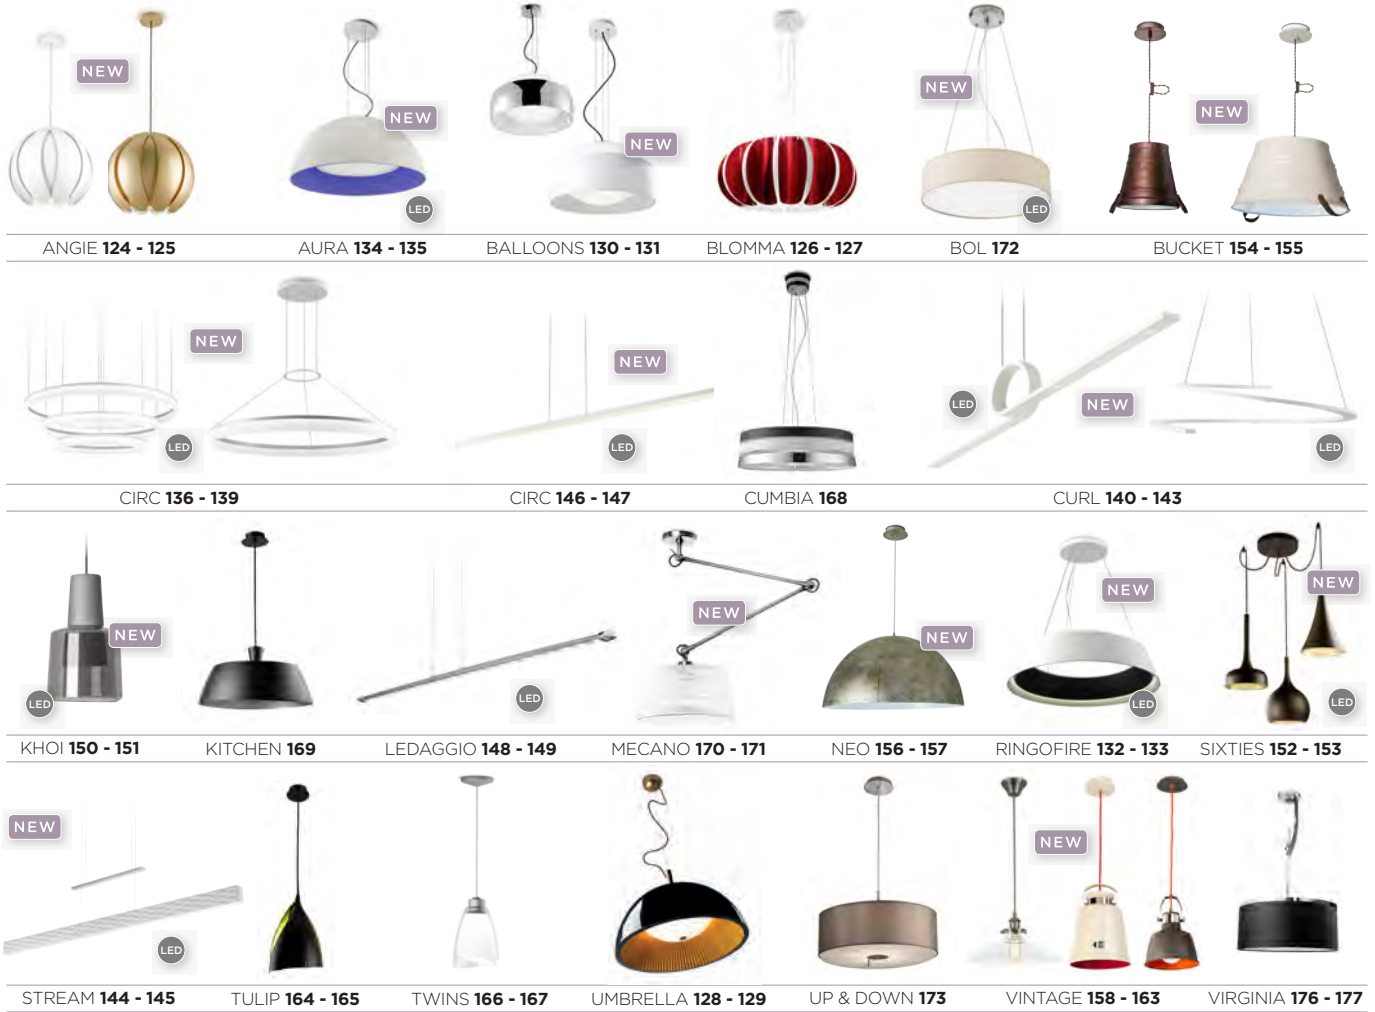 NEW
NEW
NEW
NEW
NEW
LED
LED
ANGIE 124 - 125
AURA 134 - 135
BALLOONS 130 - 131
BLOMMA 126 - 127
BOL 172
BUCKET 154 - 155
NEW
NEW
NEW
LED
LED
LED
LED
CIRC 136 - 139
CIRC 146 - 147
CUMBIA 168
CURL 140 - 143
NEW
NEW
NEW
NEW
NEW
LED
LED
LED
LED
KHOI 150 - 151
KITCHEN 169
LEDAGGIO 148 - 149
MECANO 170 - 171
NEO 156 - 157
RINGOFIRE 132 - 133
SIXTIES 152 - 153
NEW
NEW
LED
STREAM 144 - 145
TULIP 164 - 165
TWINS 166 - 167
UMBRELLA 128 - 129
UP & DOWN 173
VINTAGE 158 - 163
VIRGINIA 176 - 177